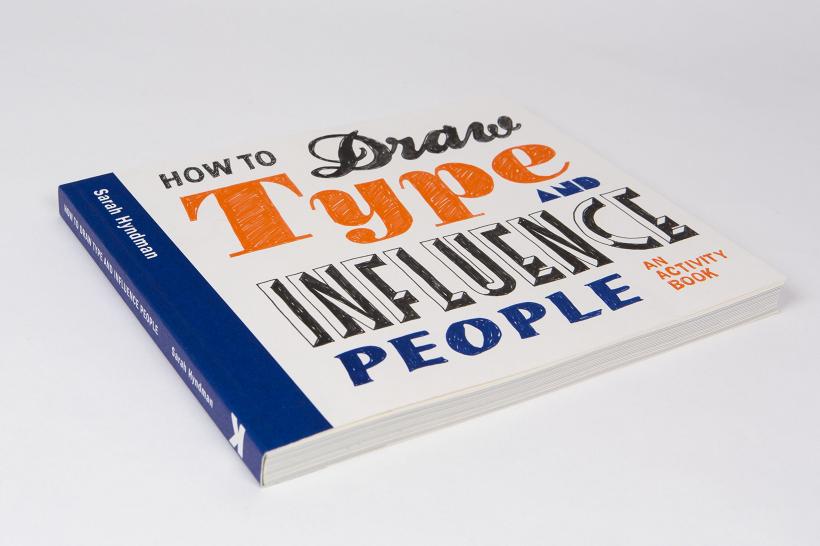 HOW TO Draw
Type AND
INFLUENCE
PEOPLE
AN
ACTIVITY
BOOK
Sarah Hyndman
HOW TO DRAW TYPE AND INFLUENCE PEOPLE Sarah Hyndman
K